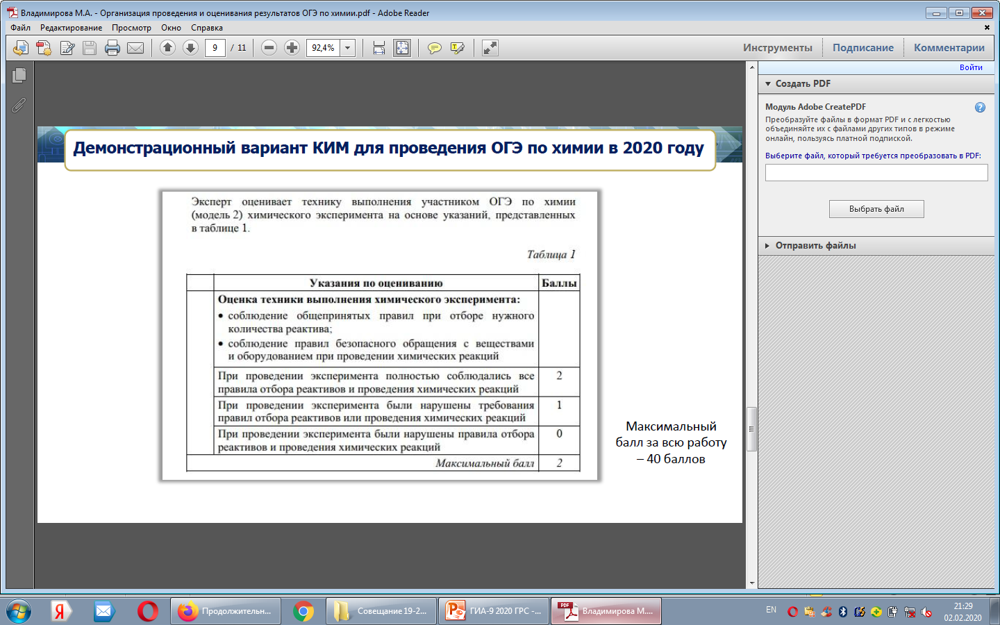 Владимирова М.А. - Организация проведения и оценивания результатов ОГЭ по химии.pdf - Adobe Reader
Файл Редактирование Просмотр Окно Справка
9 / 11 92,4% Инструменты Подписание Комментарии
Войти
Создать PDF
Модуль Adobe CreatePDF
Преобразуйте файлы в формат PDF и с легкостью
объединяйте их с файлами других типов в режиме
онлайн, пользуясь платной подпиской.
Выберите файл, который требуется преобразовать в PDF:
Выбрать файл
Отправить файлы
Демонстрационный вариант КИМ для проведения ОГЭ по химии в 2020 году
Эксперт оценивает технику выполнения участником ОГЭ по химии
(модель 2) химического эксперимента на основе указаний, представленных
в таблице 1.
Таблица 1
Указания по оцениванию Баллы
Оценка техники выполнения химического эксперимента:
• соблюдение общепринятых правил при отборе нужного
количества реактива;
• соблюдение правил безопасного обращения с веществами
и оборудованием при проведении химических реакций
При проведении эксперимента полностью соблюдались все 2
правила отбора реактивов и проведения химических реакций
При проведении эксперимента были нарушены требования 1
правил отбора реактивов или проведения химических реакций
При проведении эксперимента были нарушены правила отбора 0
реактивов и проведения химических реакций
Максимальный балл 2
Максимальный
балл за всю работу
– 40 баллов
Продолжительн... Совещание 19-2... ГИА-9 2020 ГРС -... Владимирова М....
EN
21:29
02.02.2020